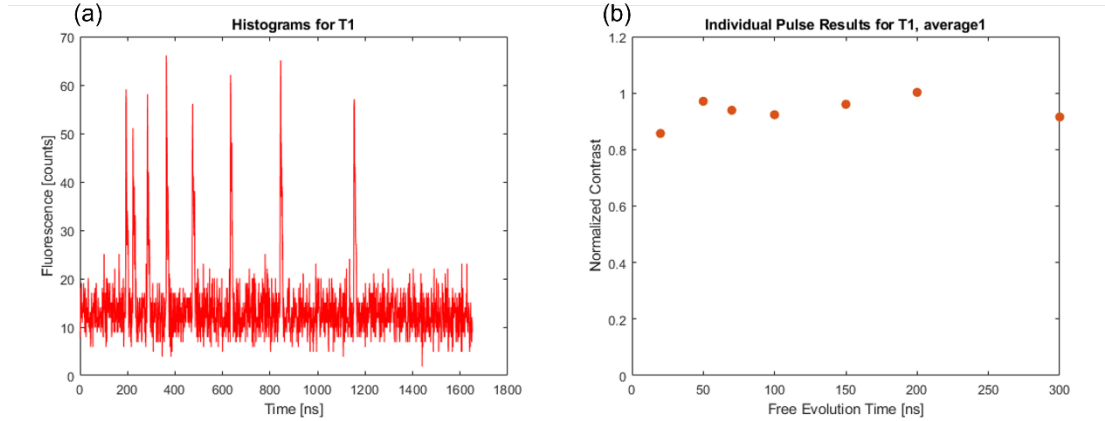 (a)
Histograms for T1
70
60
50
40
30
20
10
0
Fluorescence [counts]
0 200 400 600 800 1000 1200 1400 1600 1800
Time [ns]
(b)
Individual Pulse Results for T1, average1
1.2
1
0.8
0.6
0.4
0.2
0
Normalized Contrast
0 50 100 150 200 250 300
Free Evolution Time [ns]